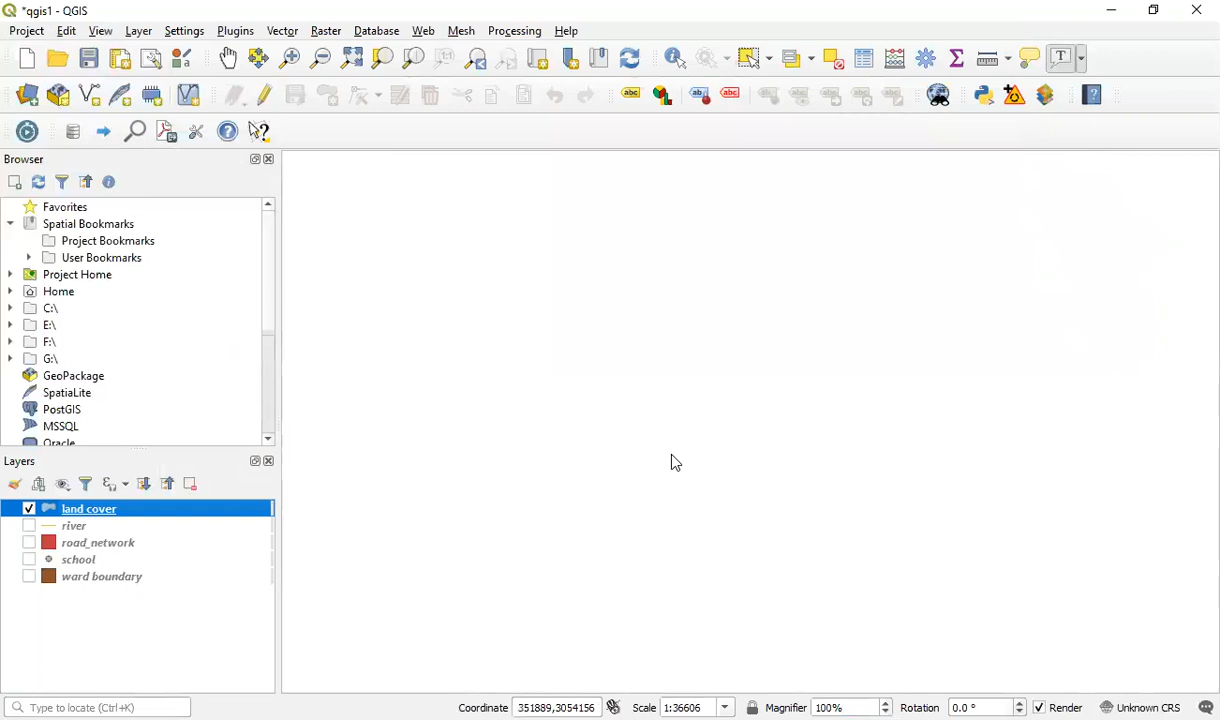 *qgis1 - QGIS
Project Edit View Layer Settings Plugins Vector Raster Database Web Mesh Processing Help
T
abc abc abc
Browser
Favorites
Spatial Bookmarks
Project Bookmarks
User Bookmarks
Project Home
Home
C:\
E:\
F:\
G:\
GeoPackage
SpatiaLite
PostGIS
MSSQL
Oracle
Layers
land cover
river
road_network
school
ward boundary
Type to locate (Ctrl+K) Coordinate 351889,3054156 Scale 1:36606 Magnifier 100% Rotation 0.0 ° Render Unknown CRS